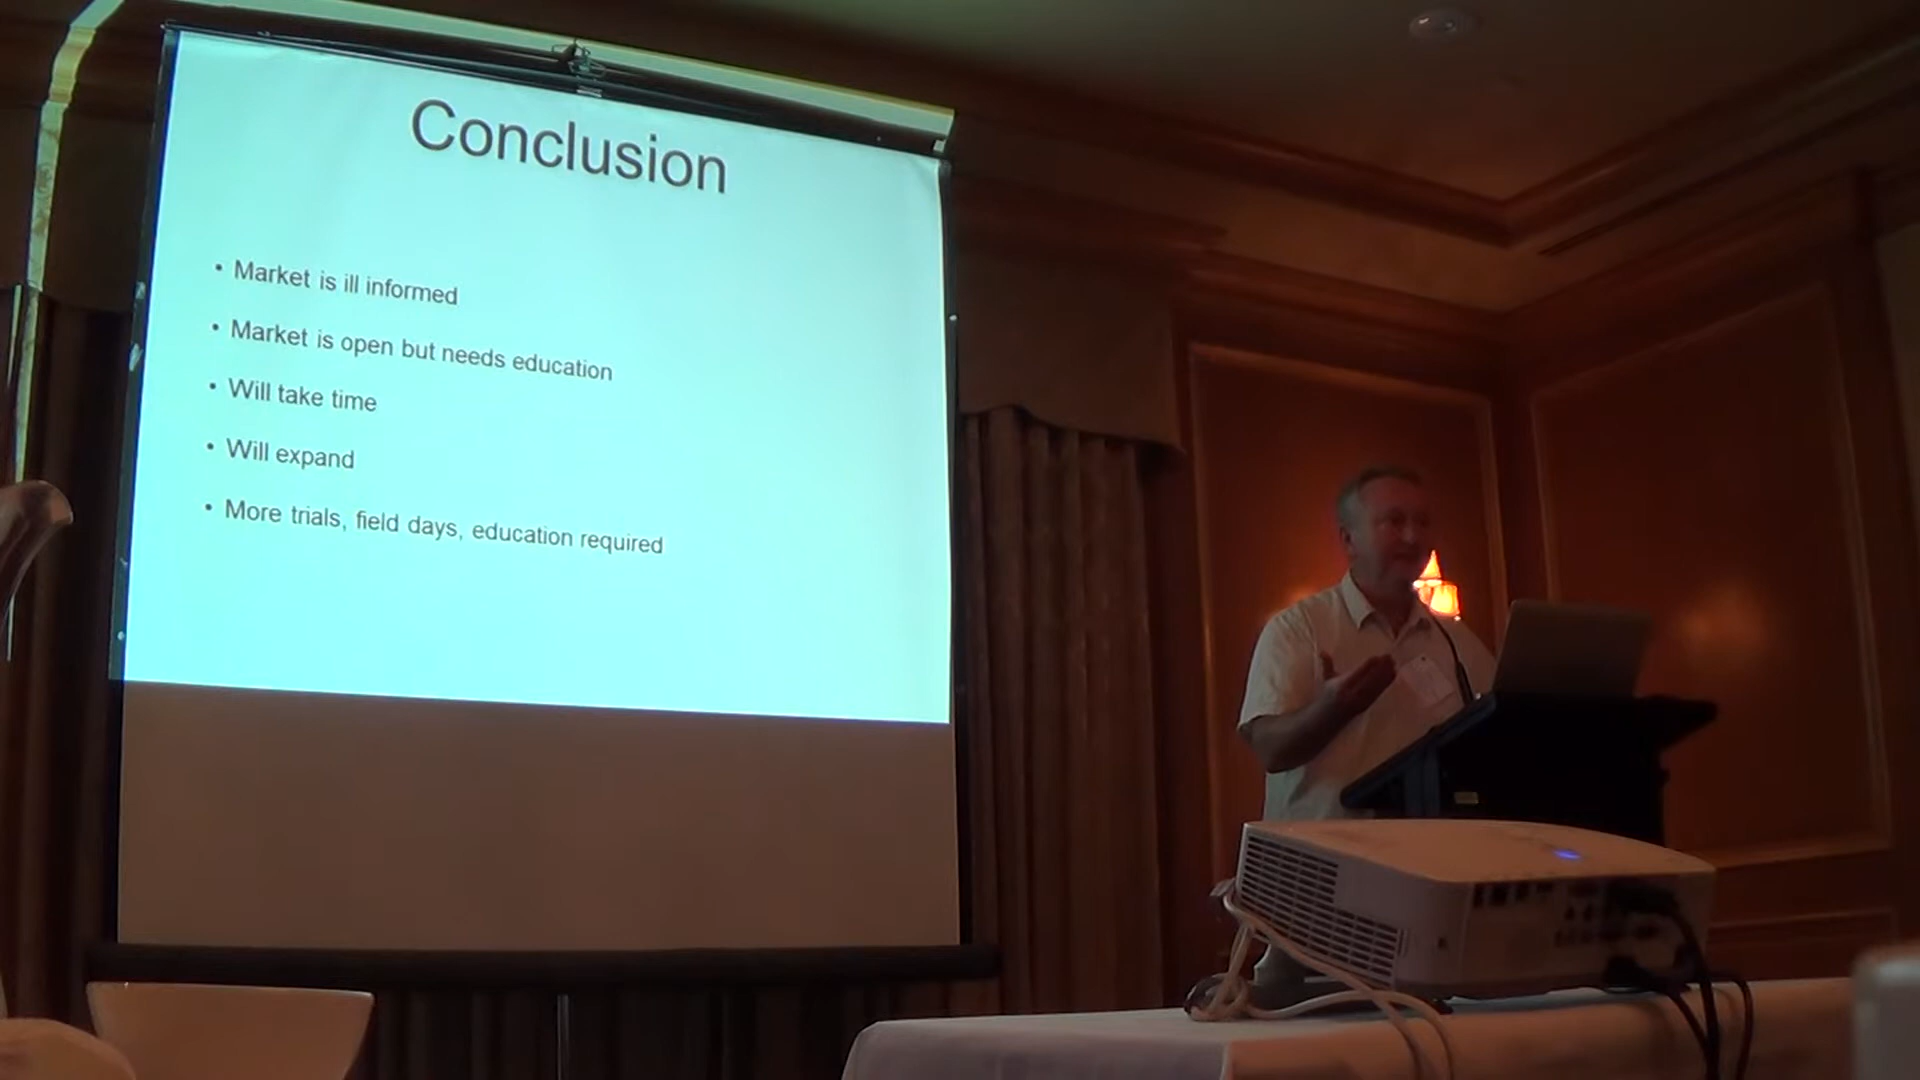 Conclusion
• Market is ill informed
• Market is open but needs education
• Will take time
• Will expand
• More trials, field days, education required